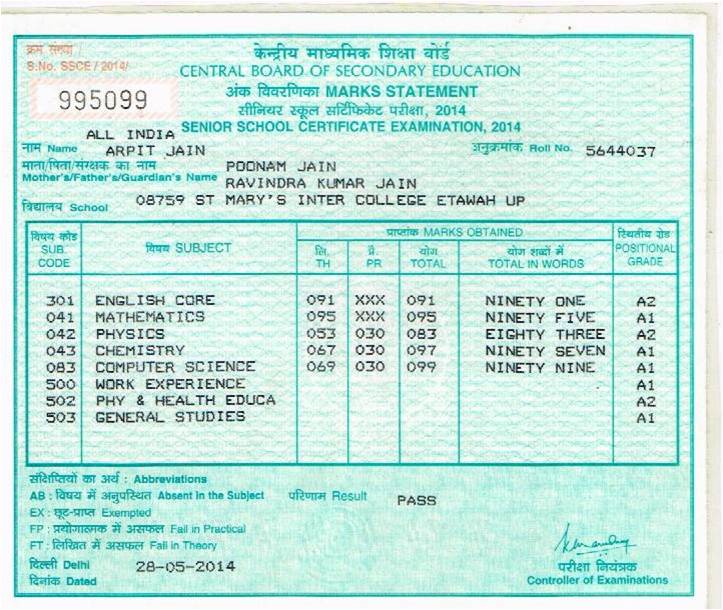 क्रम संख्या /
S.No. SSCE / 2014/
995099
केन्द्रीय माध्यमिक शिक्षा बोर्ड
CENTRAL BOARD OF SECONDARY EDUCATION
अंक विवरणिका MARKS STATEMENT
सीनियर स्कूल सर्टिफिकेट परीक्षा, 2014
SENIOR SCHOOL CERTIFICATE EXAMINATION, 2014
ALL INDIA
नाम Name ARPIT JAIN अनुक्रमांक Roll No. 5644037
माता/पिता/संरक्षक का नाम POONAM JAIN
Mother's/Father's/Guardian's Name RAVINDRA KUMAR JAIN
विद्यालय School 08759 ST MARY'S INTER COLLEGE ETAWAH UP
विषय कोड SUB. CODE
विषय SUBJECT
प्राप्तांक MARKS OBTAINED
लि. TH
प्रै. PR
योग TOTAL
योग शब्दों में TOTAL IN WORDS
स्थितीय ग्रेड POSITIONAL GRADE
301 ENGLISH CORE 091 XXX 091 NINETY ONE A2
041 MATHEMATICS 095 XXX 095 NINETY FIVE A1
042 PHYSICS 053 030 083 EIGHTY THREE A2
043 CHEMISTRY 067 030 097 NINETY SEVEN A1
083 COMPUTER SCIENCE 069 030 099 NINETY NINE A1
500 WORK EXPERIENCE A1
502 PHY & HEALTH EDUCA A2
503 GENERAL STUDIES A1
संक्षिप्तियों का अर्थ : Abbreviations
AB : विषय में अनुपस्थित Absent in the Subject परिणाम Result PASS
EX : छूट-प्राप्त Exempted
FP : प्रयोगात्मक में असफल Fail in Practical
FT : लिखित में असफल Fail in Theory
दिल्ली Delhi
दिनांक Dated 28-05-2014
परीक्षा नियंत्रक
Controller of Examinations